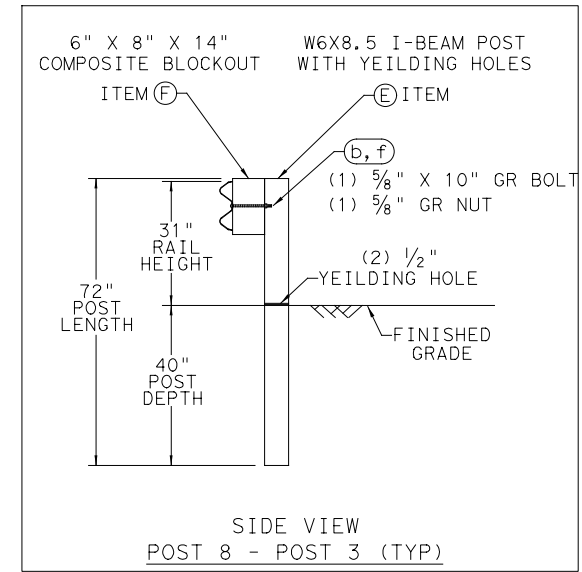 6" X 8" X 14"
COMPOSITE BLOCKOUT
ITEM F
W6X8.5 I-BEAM POST
WITH YEILDING HOLES
E ITEM
b, f
(1) ⅝" X 10" GR BOLT
(1) ⅝" GR NUT
31"
RAIL
HEIGHT
(2) ½"
YEILDING HOLE
72"
POST
LENGTH
FINISHED
GRADE
40"
POST
DEPTH
SIDE VIEW
POST 8 - POST 3 (TYP)